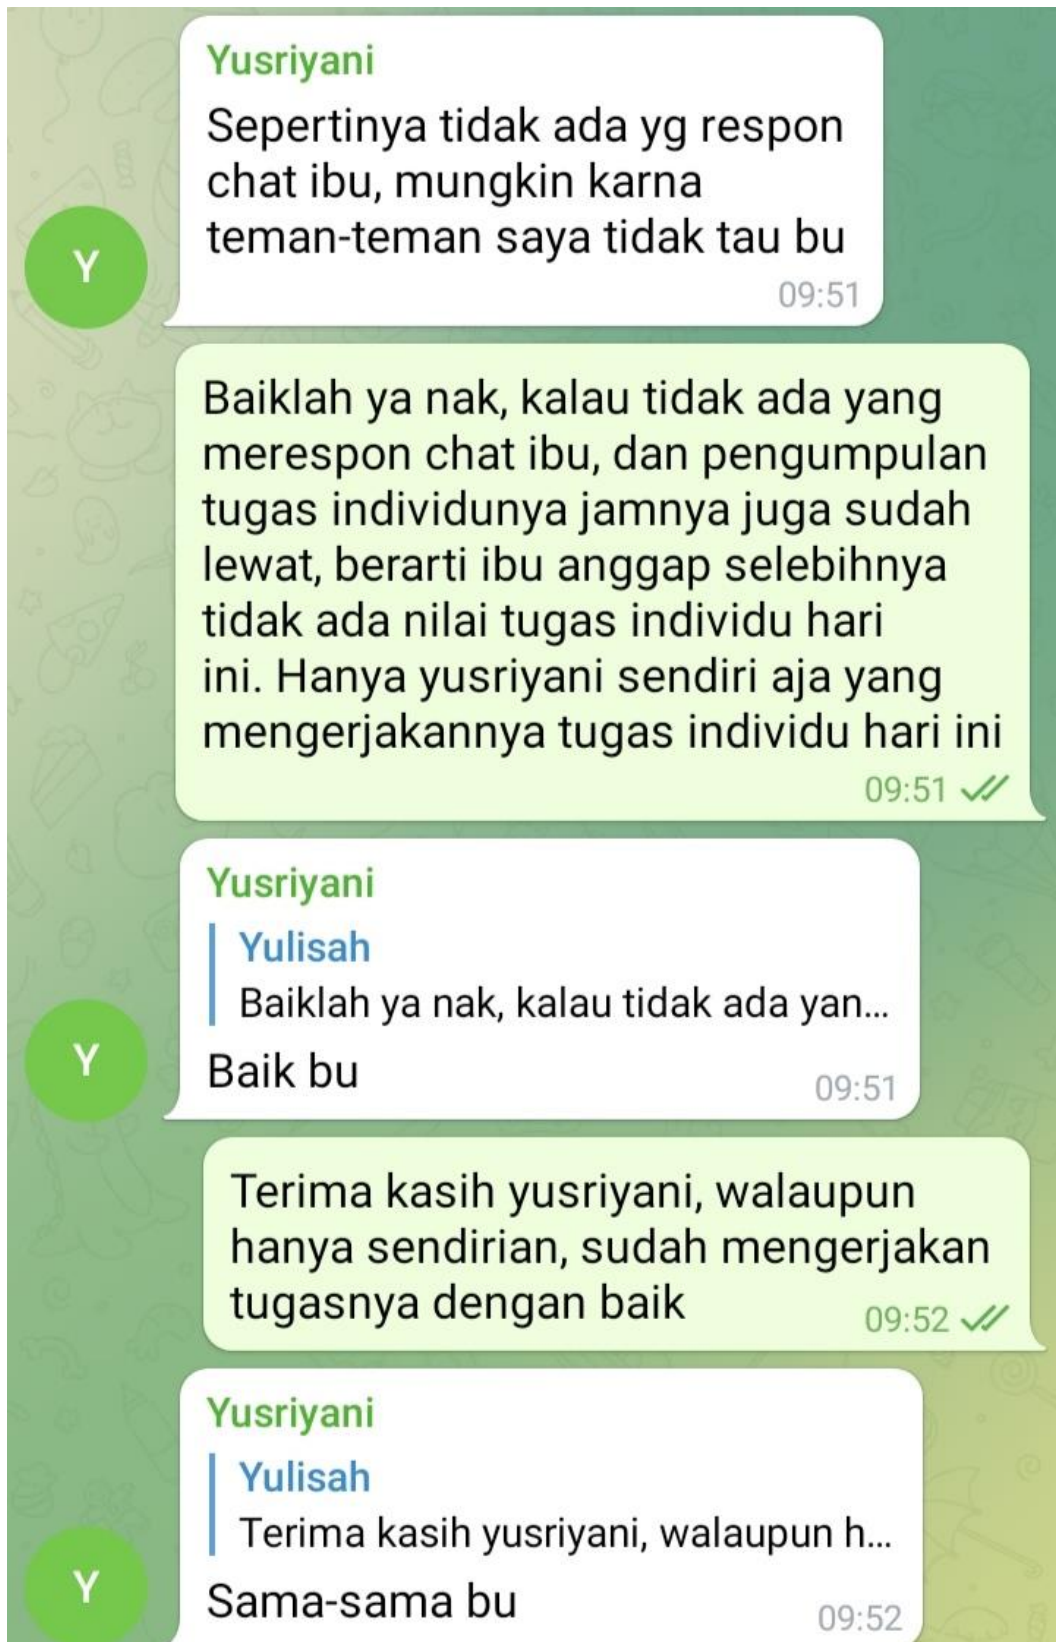 Yusriyani
Sepertinya tidak ada yg respon
chat ibu, mungkin karna
teman-teman saya tidak tau bu
Y
09:51
Baiklah ya nak, kalau tidak ada yang
merespon chat ibu, dan pengumpulan
tugas individunya jamnya juga sudah
lewat, berarti ibu anggap selebihnya
tidak ada nilai tugas individu hari
ini. Hanya yusriyani sendiri aja yang
mengerjakannya tugas individu hari ini
09:51
Yusriyani
Yulisah
Baiklah ya nak, kalau tidak ada yan...
Y
Baik bu
09:51
Terima kasih yusriyani, walaupun
hanya sendirian, sudah mengerjakan
tugasnya dengan baik
09:52
Yusriyani
Yulisah
Terima kasih yusriyani, walaupun h...
Y
Sama-sama bu
09:52